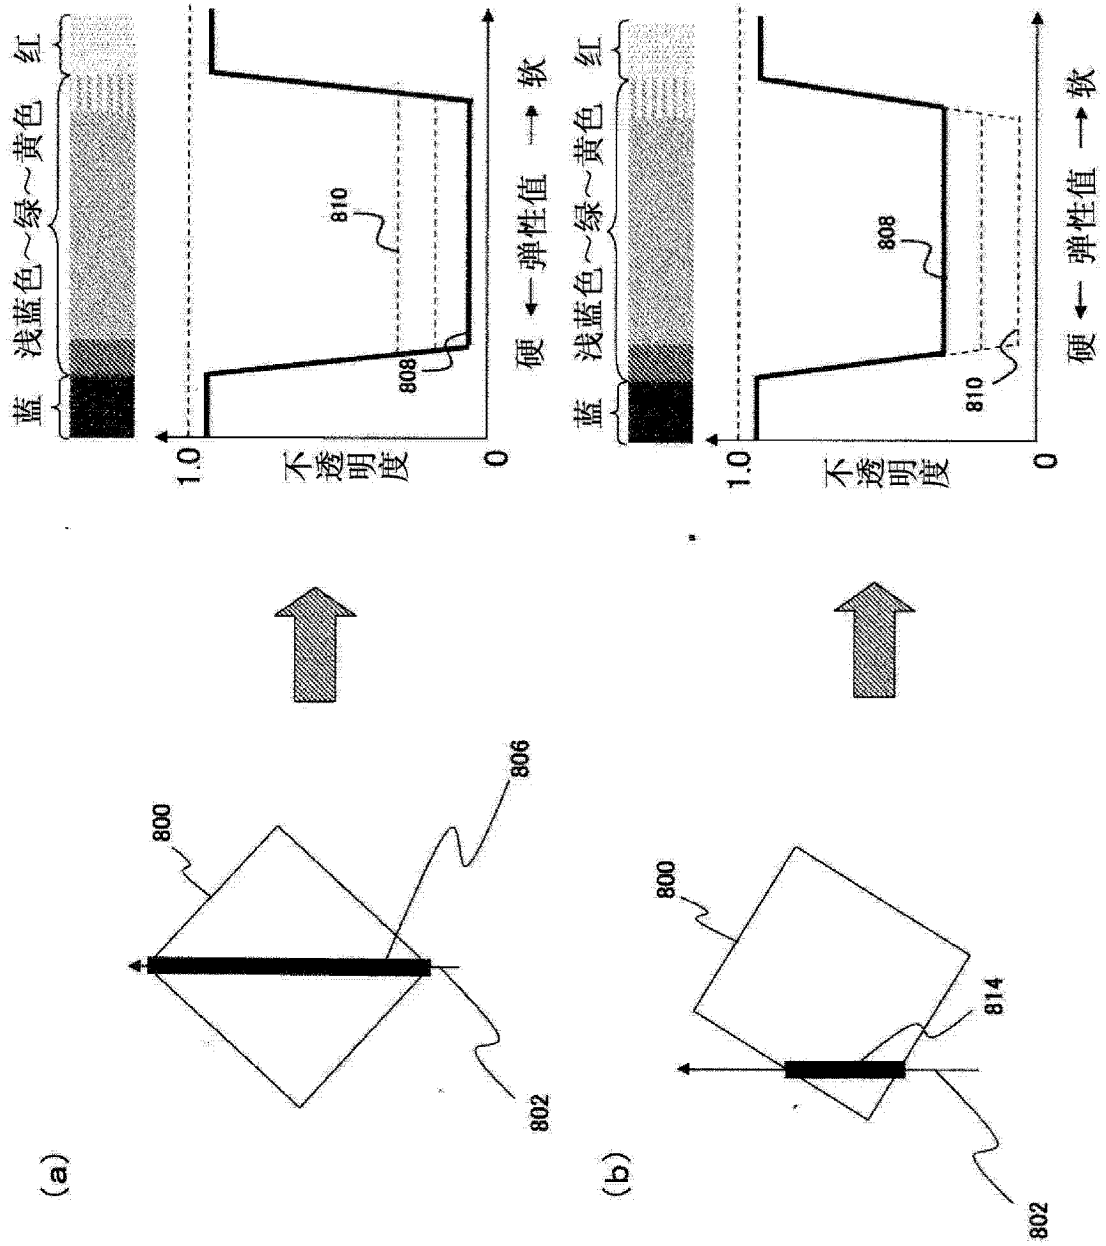 (a)
800
806
802
蓝 浅蓝色～绿～黄色 红
1.0
不透明度
0
810
808
硬 ← 弹性值 → 软
(b)
800
814
802
蓝 浅蓝色～绿～黄色 红
1.0
不透明度
0
808
810
硬 ← 弹性值 → 软